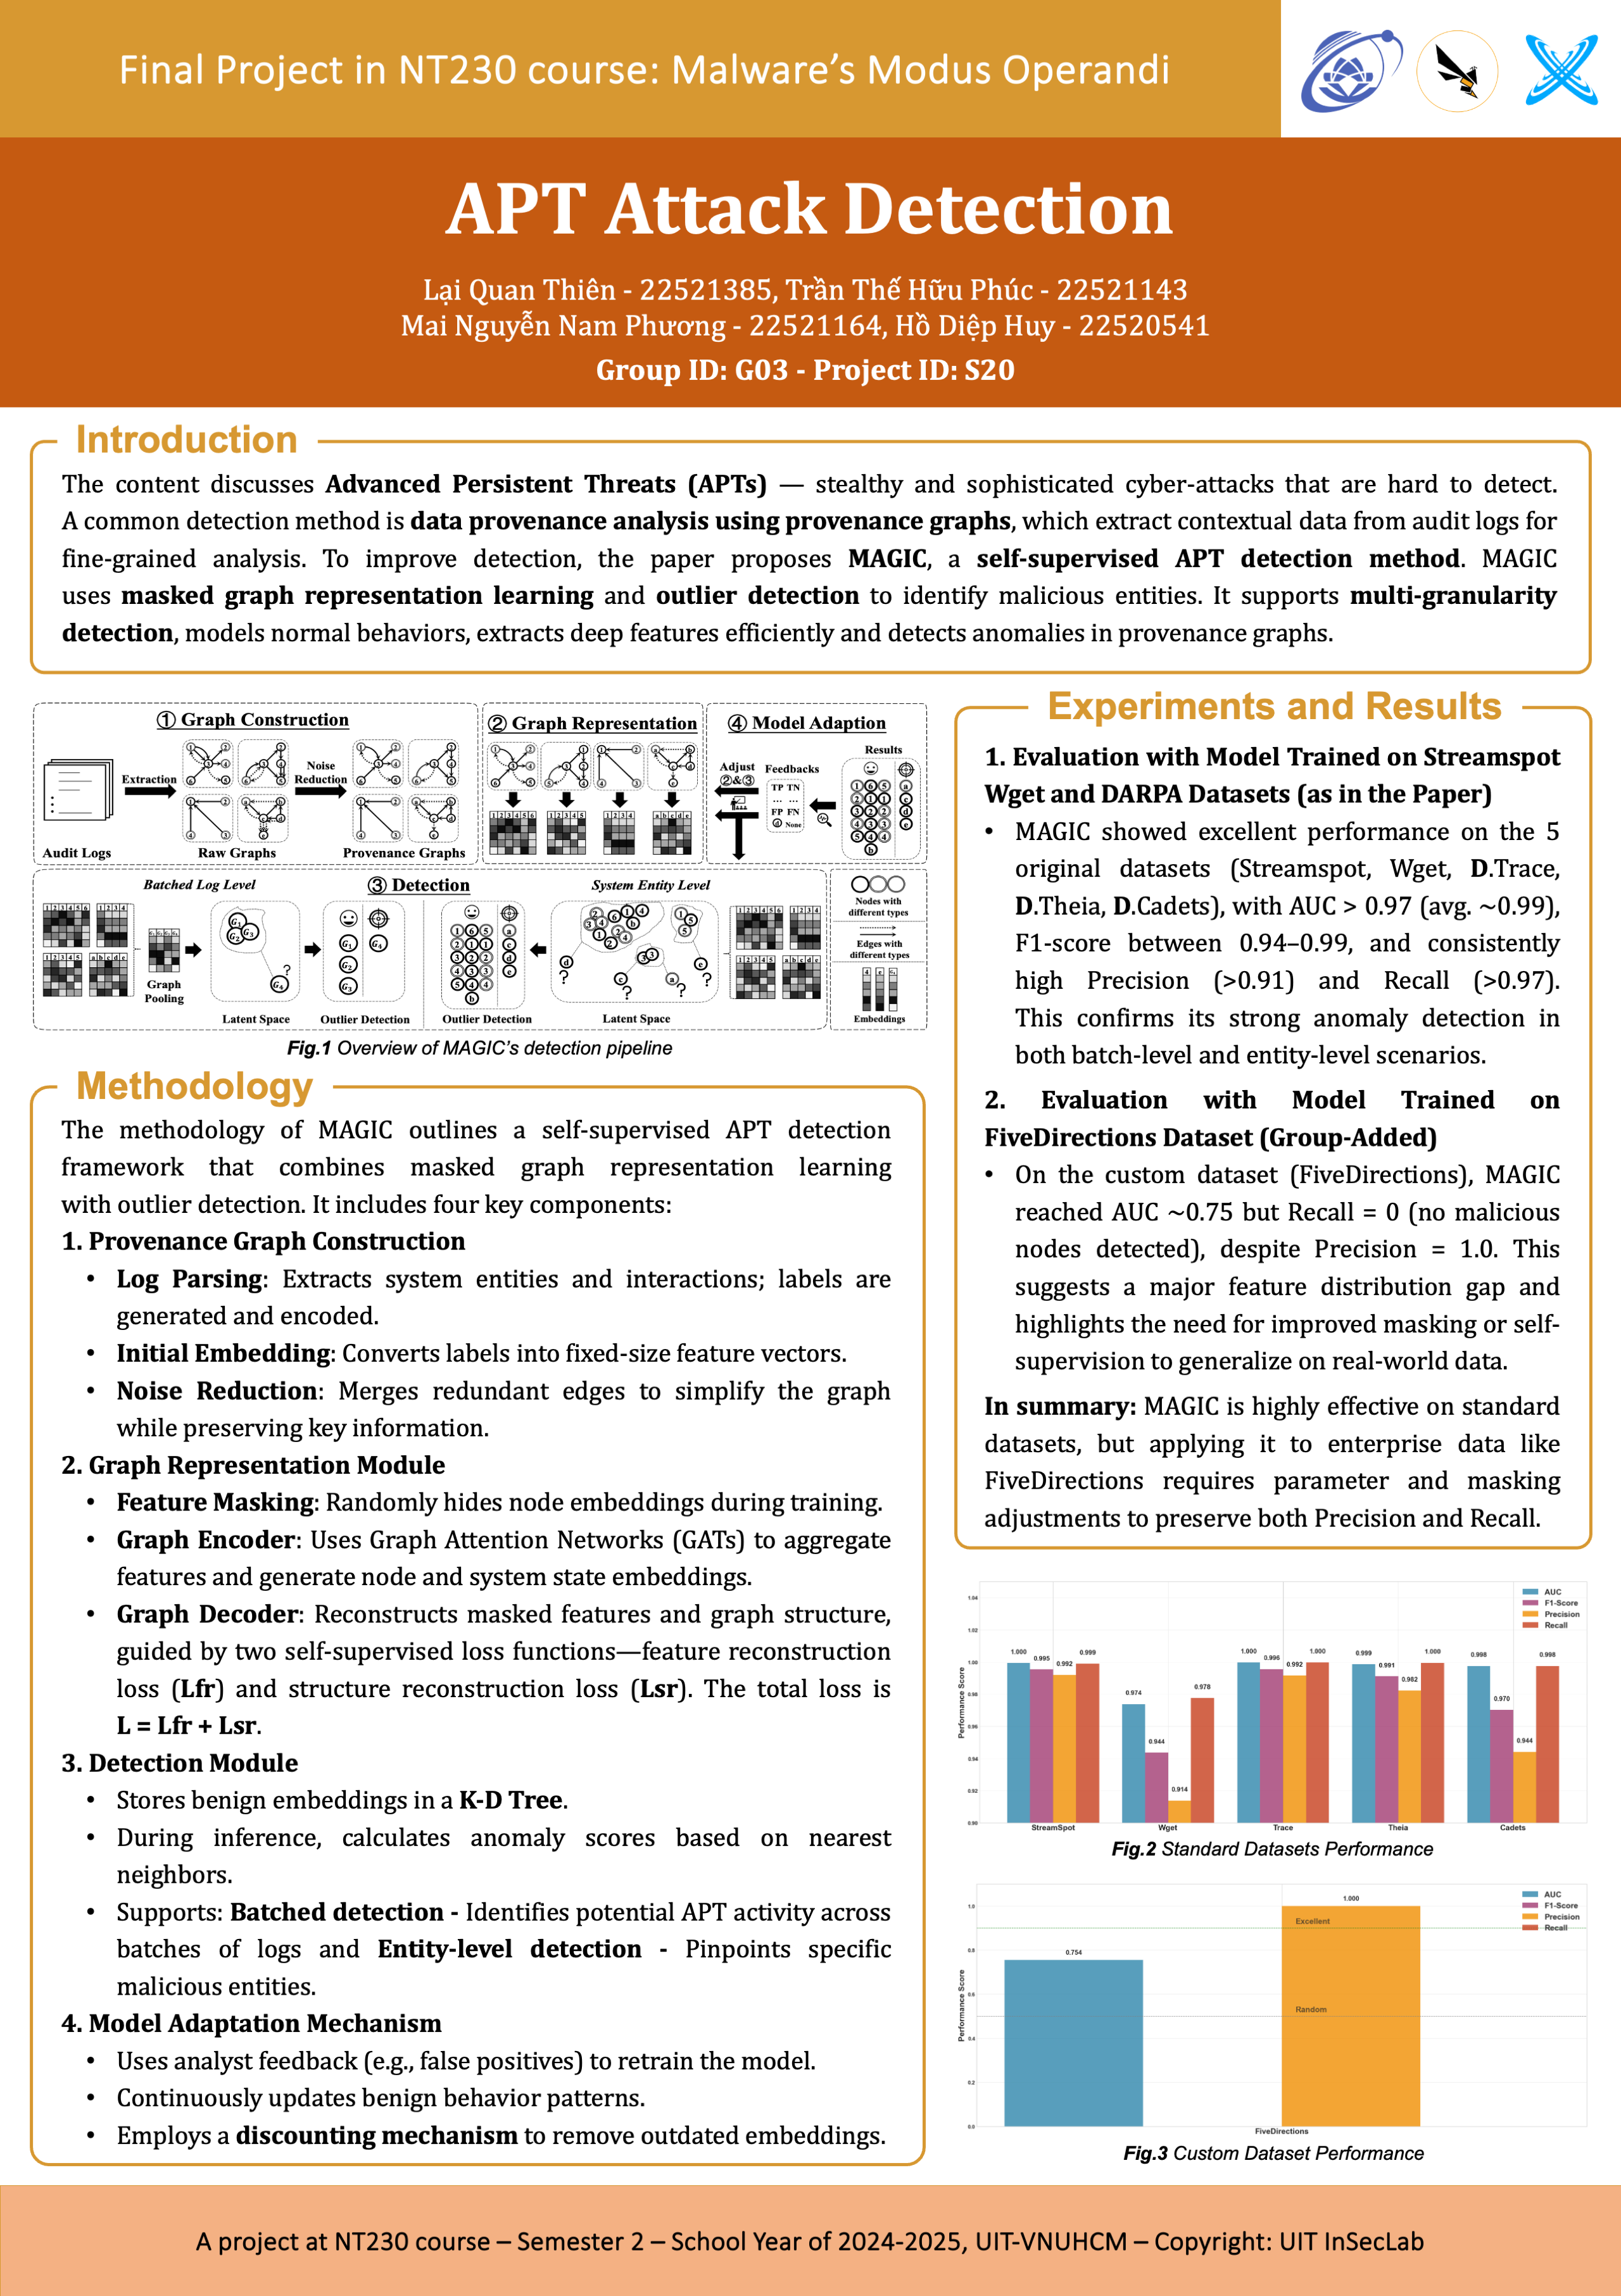 Final Project in NT230 course: Malware's Modus Operandi
APT Attack Detection
Lại Quan Thiên - 22521385, Trần Thế Hữu Phúc - 22521143
Mai Nguyễn Nam Phương - 22521164, Hồ Diệp Huy - 22520541
Group ID: G03 - Project ID: S20
Introduction
The content discusses Advanced Persistent Threats (APTs) — stealthy and sophisticated cyber-attacks that are hard to detect.
A common detection method is data provenance analysis using provenance graphs, which extract contextual data from audit logs for
fine-grained analysis. To improve detection, the paper proposes MAGIC, a self-supervised APT detection method. MAGIC
uses masked graph representation learning and outlier detection to identify malicious entities. It supports multi-granularity
detection, models normal behaviors, extracts deep features efficiently and detects anomalies in provenance graphs.
① Graph Construction
Extraction
Noise
Reduction
Audit Logs
Raw Graphs
Provenance Graphs
② Graph Representation
④ Model Adaption
Results
Adjust
②&③
Feedbacks
TP TN
... ...
FP FN
d None
Batched Log Level
③ Detection
System Entity Level
Graph
Pooling
Latent Space
Outlier Detection
Outlier Detection
Latent Space
Nodes with
different types
Edges with
different types
Embeddings
Fig.1 Overview of MAGIC's detection pipeline
Methodology
The methodology of MAGIC outlines a self-supervised APT detection
framework that combines masked graph representation learning
with outlier detection. It includes four key components:
1. Provenance Graph Construction
• Log Parsing: Extracts system entities and interactions; labels are
generated and encoded.
• Initial Embedding: Converts labels into fixed-size feature vectors.
• Noise Reduction: Merges redundant edges to simplify the graph
while preserving key information.
2. Graph Representation Module
• Feature Masking: Randomly hides node embeddings during training.
• Graph Encoder: Uses Graph Attention Networks (GATs) to aggregate
features and generate node and system state embeddings.
• Graph Decoder: Reconstructs masked features and graph structure,
guided by two self-supervised loss functions—feature reconstruction
loss (Lfr) and structure reconstruction loss (Lsr). The total loss is
L = Lfr + Lsr.
3. Detection Module
• Stores benign embeddings in a K-D Tree.
• During inference, calculates anomaly scores based on nearest
neighbors.
• Supports: Batched detection - Identifies potential APT activity across
batches of logs and Entity-level detection - Pinpoints specific
malicious entities.
4. Model Adaptation Mechanism
• Uses analyst feedback (e.g., false positives) to retrain the model.
• Continuously updates benign behavior patterns.
• Employs a discounting mechanism to remove outdated embeddings.
Experiments and Results
1. Evaluation with Model Trained on Streamspot
Wget and DARPA Datasets (as in the Paper)
• MAGIC showed excellent performance on the 5
original datasets (Streamspot, Wget, D.Trace,
D.Theia, D.Cadets), with AUC > 0.97 (avg. ~0.99),
F1-score between 0.94–0.99, and consistently
high Precision (>0.91) and Recall (>0.97).
This confirms its strong anomaly detection in
both batch-level and entity-level scenarios.
2. Evaluation with Model Trained on
FiveDirections Dataset (Group-Added)
• On the custom dataset (FiveDirections), MAGIC
reached AUC ~0.75 but Recall = 0 (no malicious
nodes detected), despite Precision = 1.0. This
suggests a major feature distribution gap and
highlights the need for improved masking or self-
supervision to generalize on real-world data.
In summary: MAGIC is highly effective on standard
datasets, but applying it to enterprise data like
FiveDirections requires parameter and masking
adjustments to preserve both Precision and Recall.
Performance Score
1.04
1.02
1.00
0.98
0.96
0.94
0.92
0.90
AUC
F1-Score
Precision
Recall
1.000 0.995 0.992 0.999
0.974 0.944 0.914 0.978
1.000 0.996 0.992 1.000
0.999 0.991 0.982 1.000
0.998 0.970 0.944 0.998
StreamSpot Wget Trace Theia Cadets
Fig.2 Standard Datasets Performance
Performance Score
1.0
0.8
0.6
0.4
0.2
0.0
0.754
1.000
Excellent
Random
AUC
F1-Score
Precision
Recall
FiveDirections
Fig.3 Custom Dataset Performance
A project at NT230 course – Semester 2 – School Year of 2024-2025, UIT-VNUHCM – Copyright: UIT InSecLab